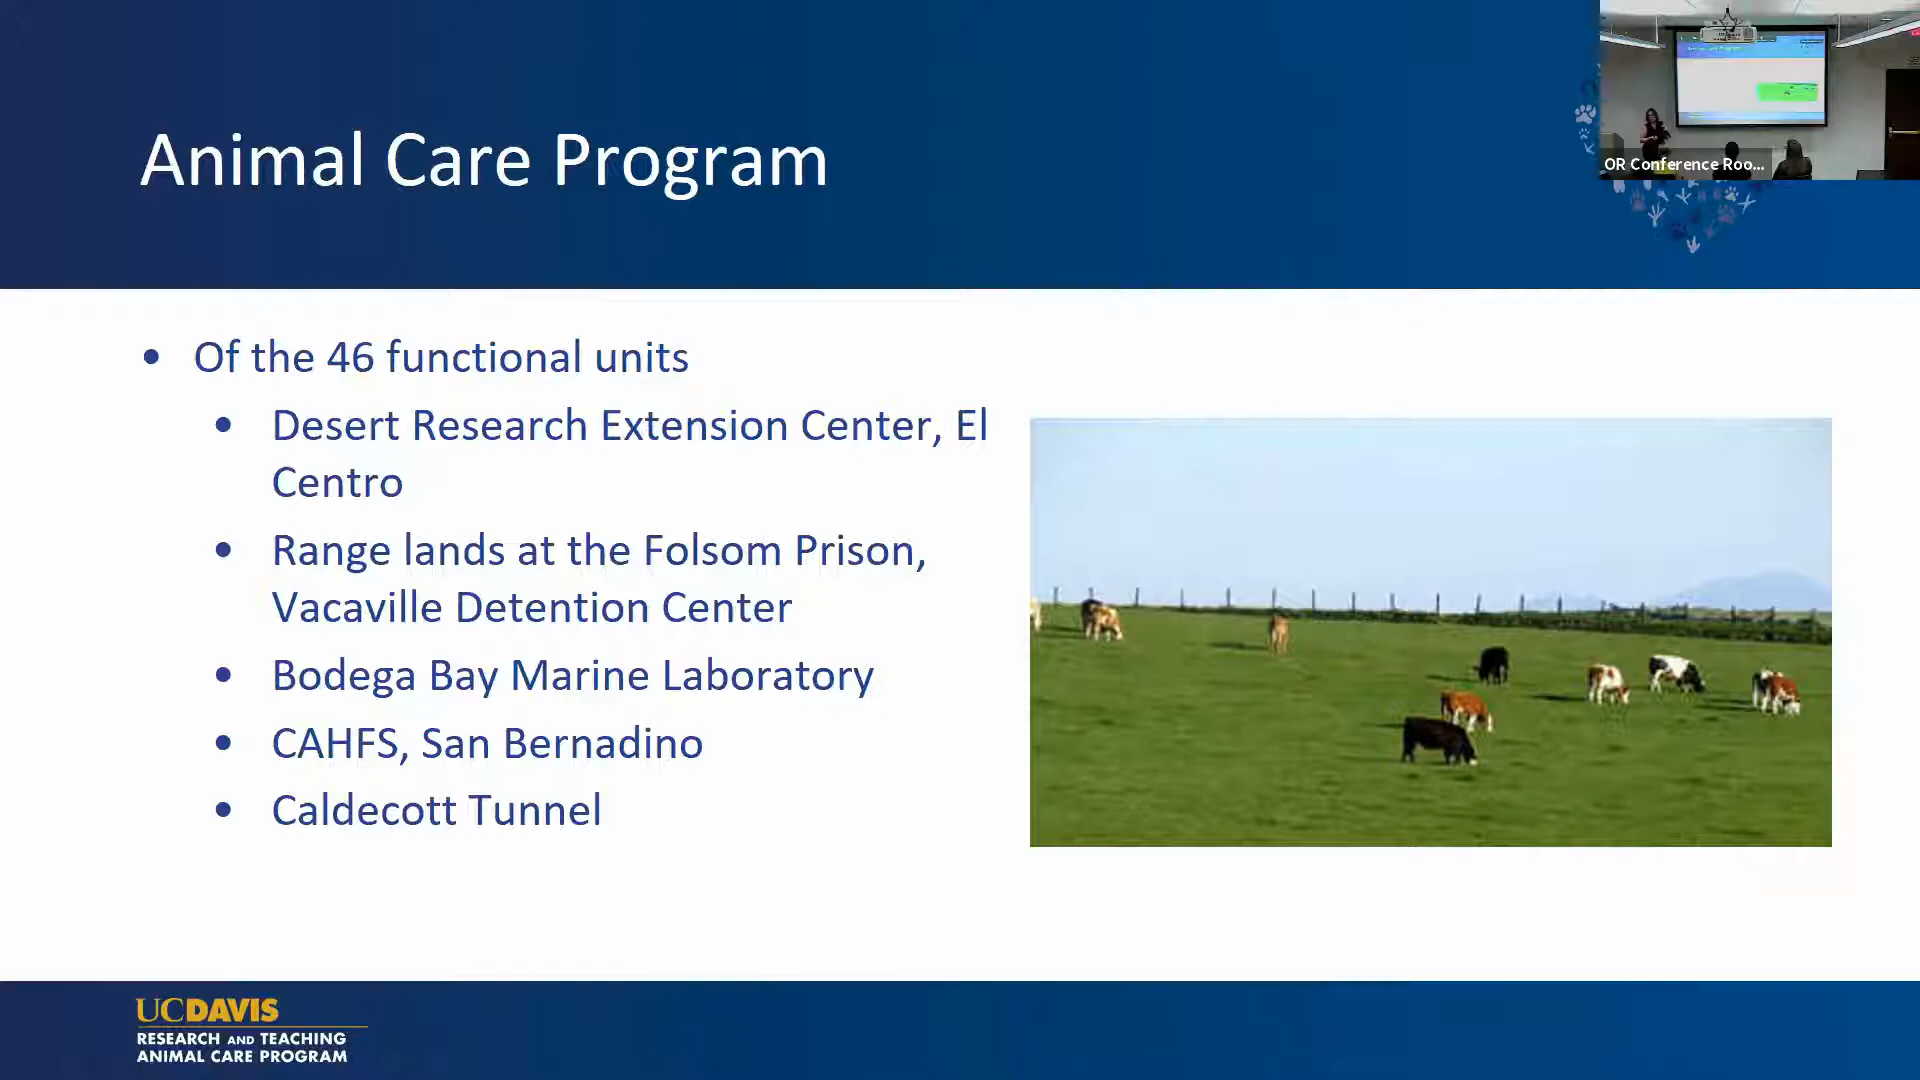 OR Conference Roo...
Animal Care Program
• Of the 46 functional units
• Desert Research Extension Center, El
Centro
• Range lands at the Folsom Prison,
Vacaville Detention Center
• Bodega Bay Marine Laboratory
• CAHFS, San Bernadino
• Caldecott Tunnel
UCDAVIS
RESEARCH AND TEACHING
ANIMAL CARE PROGRAM